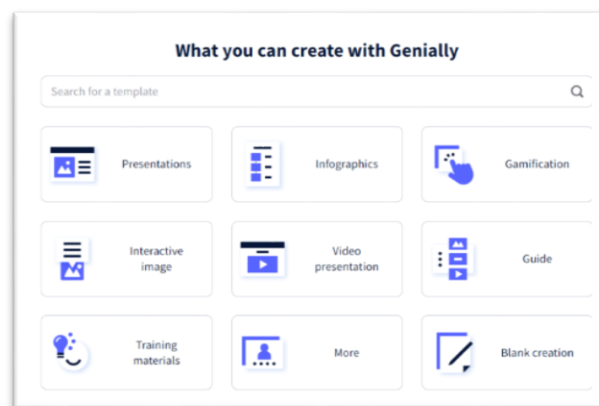 What you can create with Genially
Search for a template
Presentations
Infographics
Gamification
Interactive
image
Video
presentation
Guide
Training
materials
More
Blank creation